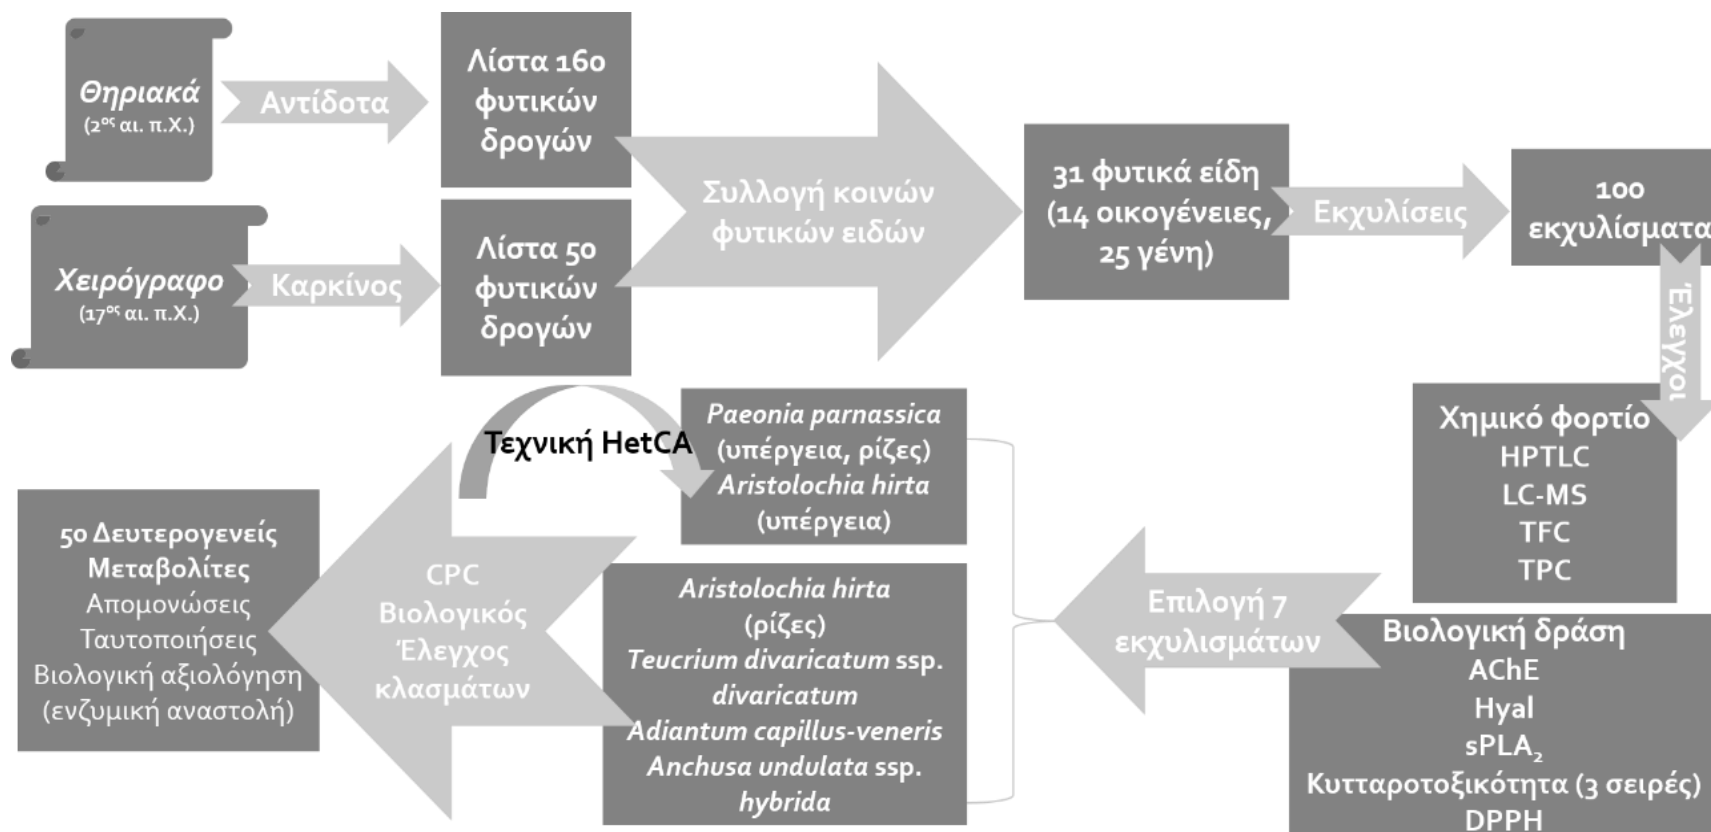 Θηριακά
(2ος αι. π.Χ.)
Αντίδοτα
Λίστα 160
φυτικών
δρογών
Χειρόγραφο
(17ος αι. π.Χ.)
Καρκίνος
Λίστα 50
φυτικών
δρογών
Συλλογή κοινών
φυτικών ειδών
31 φυτικά είδη
(14 οικογένειες,
25 γένη)
Εκχυλίσεις
100
εκχυλίσματα
Έλεγχοι
Χημικό φορτίο
HPTLC
LC-MS
TFC
TPC
Βιολογική δράση
AChE
Hyal
sPLA₂
Κυτταροτοξικότητα (3 σειρές)
DPPH
Επιλογή 7
εκχυλισμάτων
Paeonia parnassica
(υπέργεια, ρίζες)
Aristolochia hirta
(υπέργεια)
Aristolochia hirta
(ρίζες)
Teucrium divaricatum ssp.
divaricatum
Adiantum capillus-veneris
Anchusa undulata ssp.
hybrida
Τεχνική HetCA
CPC
Βιολογικός
Έλεγχος
κλασμάτων
50 Δευτερογενείς
Μεταβολίτες
Απομονώσεις
Ταυτοποιήσεις
Βιολογική αξιολόγηση
(ενζυμική αναστολή)